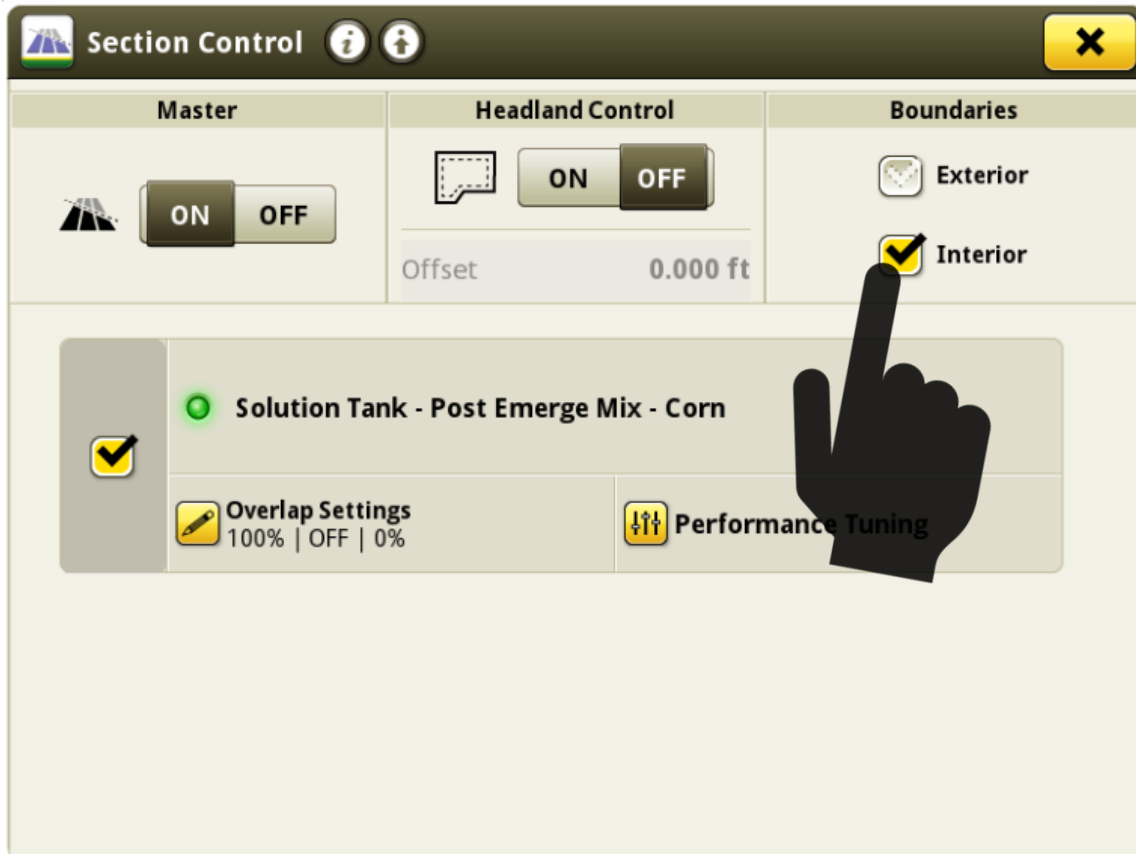 Section Control
Master
Headland Control
Boundaries
ON OFF
ON OFF
Exterior
Interior
Offset 0.000 ft
Solution Tank - Post Emerge Mix - Corn
Overlap Settings
100% | OFF | 0%
Performance Tuning